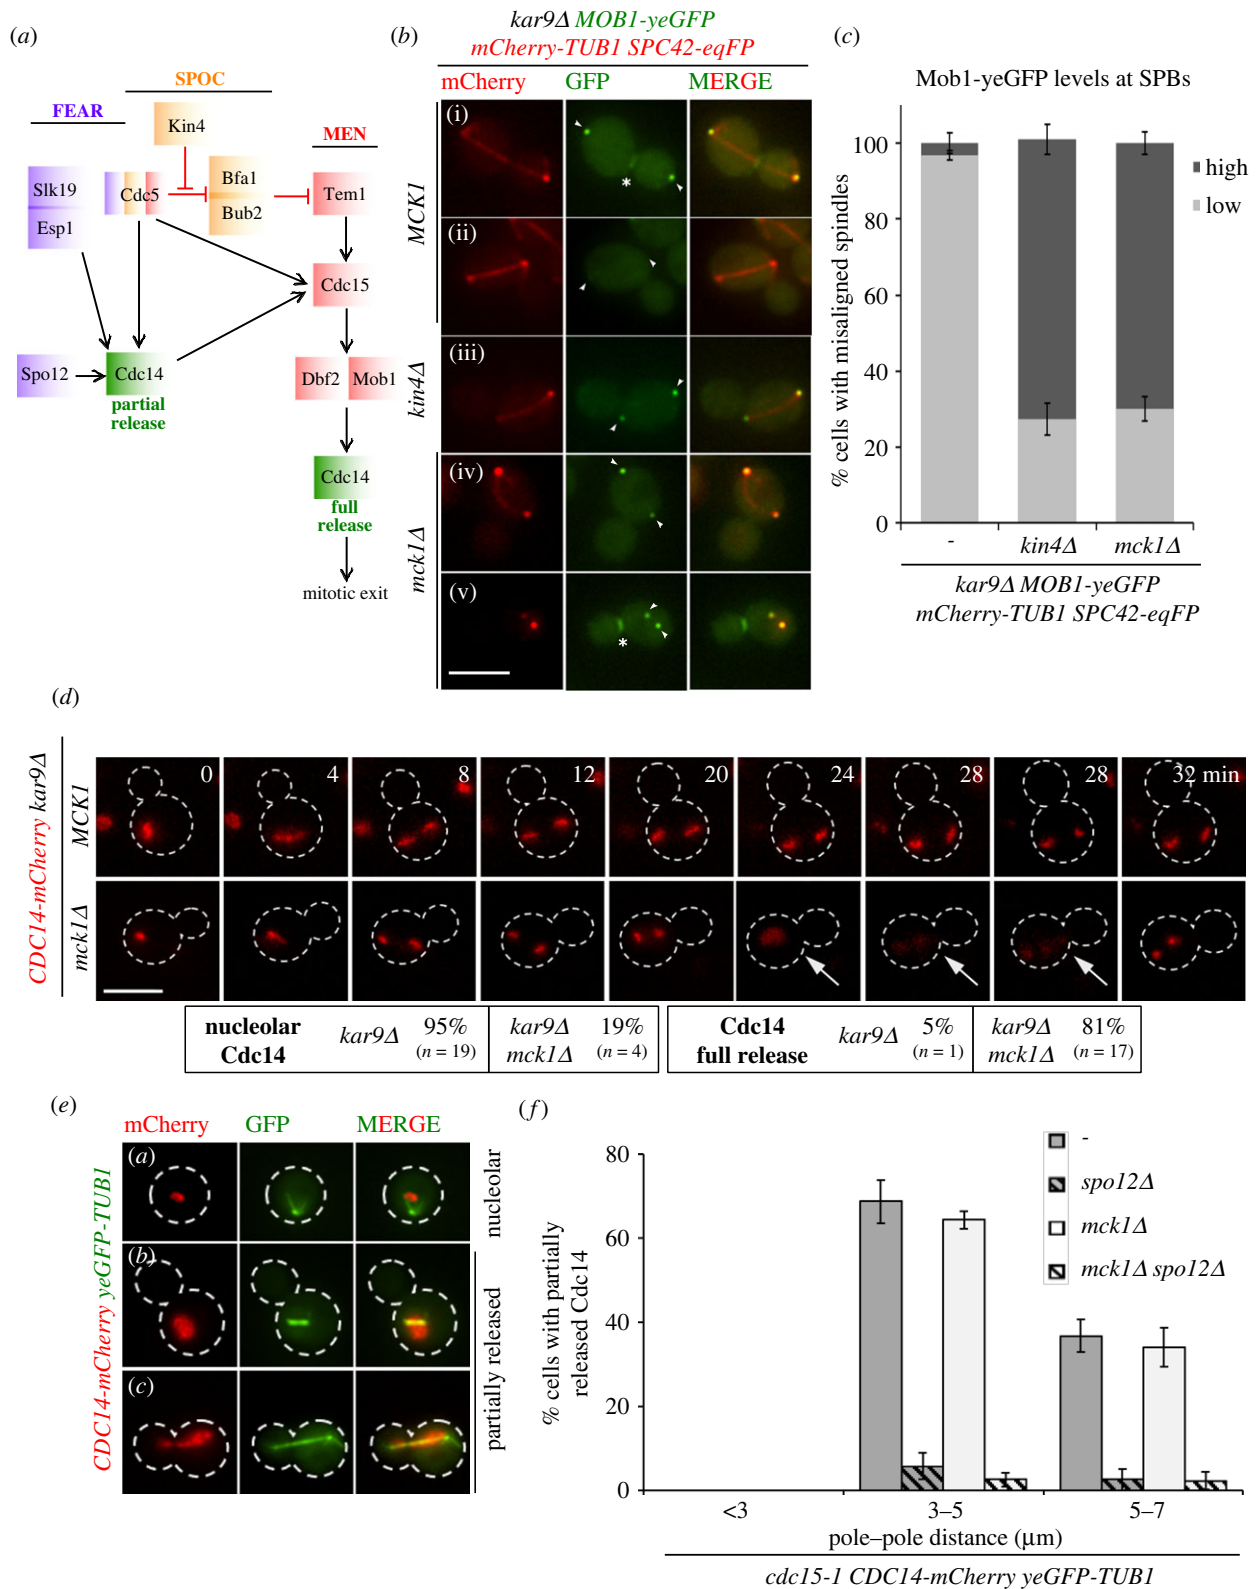 (a)
SPOC
FEAR
Kin4
MEN
Slk19
Cdc5
Bfa1
Tem1
Esp1
Bub2
Cdc15
Spo12
Cdc14
Dbf2
Mob1
partial
release
Cdc14
full
release
mitotic exit
(b)
kar9Δ MOB1-yeGFP
mCherry-TUB1 SPC42-eqFP
mCherry
GFP
MERGE
MCK1
(i)
*
(ii)
kin4Δ
(iii)
mck1Δ
(iv)
(v)
*
(c)
Mob1-yeGFP levels at SPBs
% cells with misaligned spindles
100
80
60
40
20
0
high
low
-
kin4Δ
mck1Δ
kar9Δ MOB1-yeGFP
mCherry-TUB1 SPC42-eqFP
(d)
CDC14-mCherry kar9Δ
MCK1
0
4
8
12
20
24
28
28
32 min
mck1Δ
nucleolar
Cdc14
kar9Δ
95%
(n = 19)
kar9Δ
mck1Δ
19%
(n = 4)
Cdc14
full release
kar9Δ
5%
(n = 1)
kar9Δ
mck1Δ
81%
(n = 17)
(e)
mCherry
GFP
MERGE
CDC14-mCherry yeGFP-TUB1
(a)
nucleolar
(b)
(c)
partially released
(f)
% cells with partially
released Cdc14
80
60
40
20
0
-
spo12Δ
mck1Δ
mck1Δ spo12Δ
<3
3–5
5–7
pole–pole distance (μm)
cdc15-1 CDC14-mCherry yeGFP-TUB1